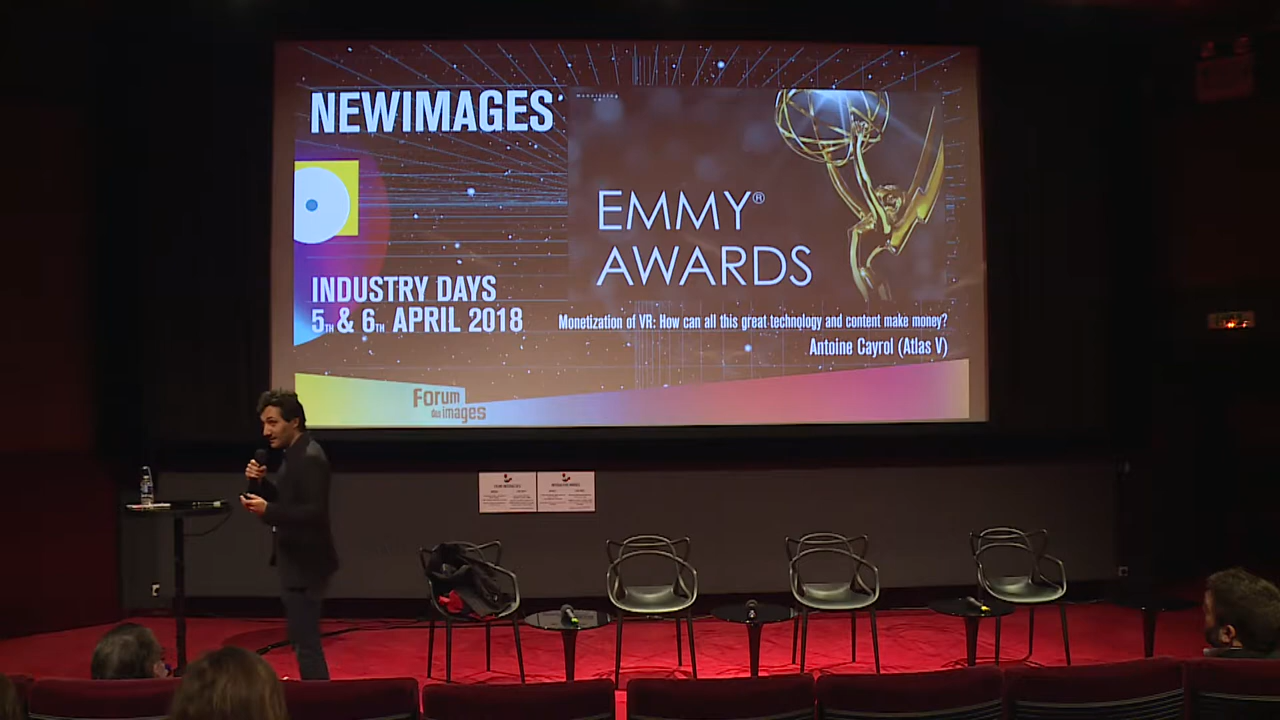 NEWIMAGES
EMMY®
AWARDS
INDUSTRY DAYS
5TH & 6TH APRIL 2018
Monetization of VR: How can all this great technology and content make money?
Antoine Cayrol (Atlas V)
Forum
des images